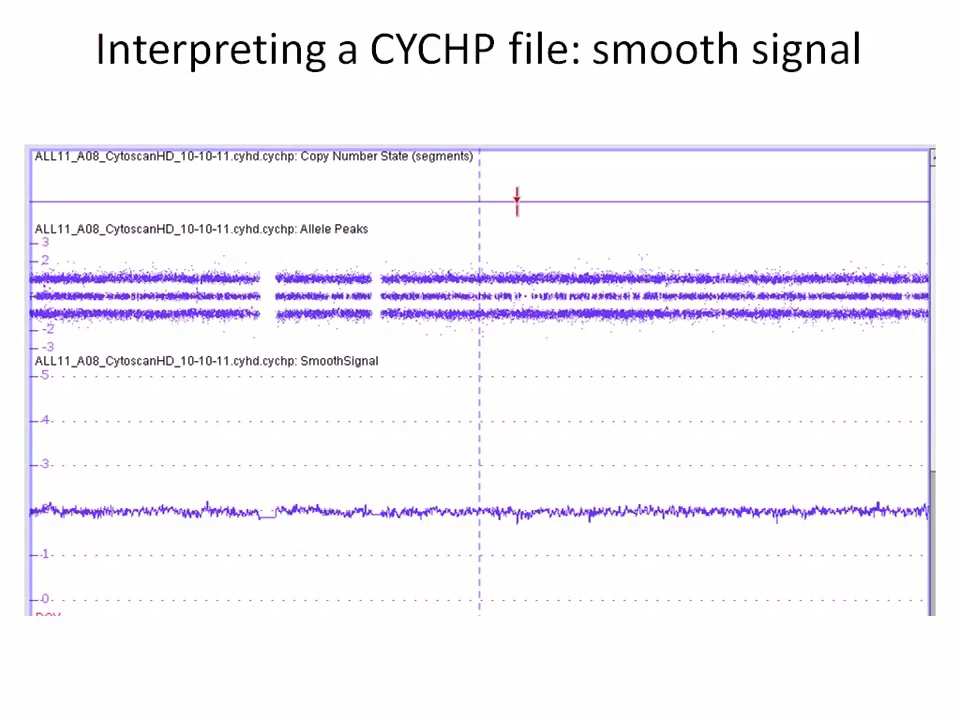 Interpreting a CYCHP file: smooth signal
ALL11_A08_CytoscanHD_10-10-11.cyhd.cychp: Copy Number State (segments)
ALL11_A08_CytoscanHD_10-10-11.cyhd.cychp: Allele Peaks
3
2
-2
-3
ALL11_A08_CytoscanHD_10-10-11.cyhd.cychp: SmoothSignal
5
4
3
2
1
0